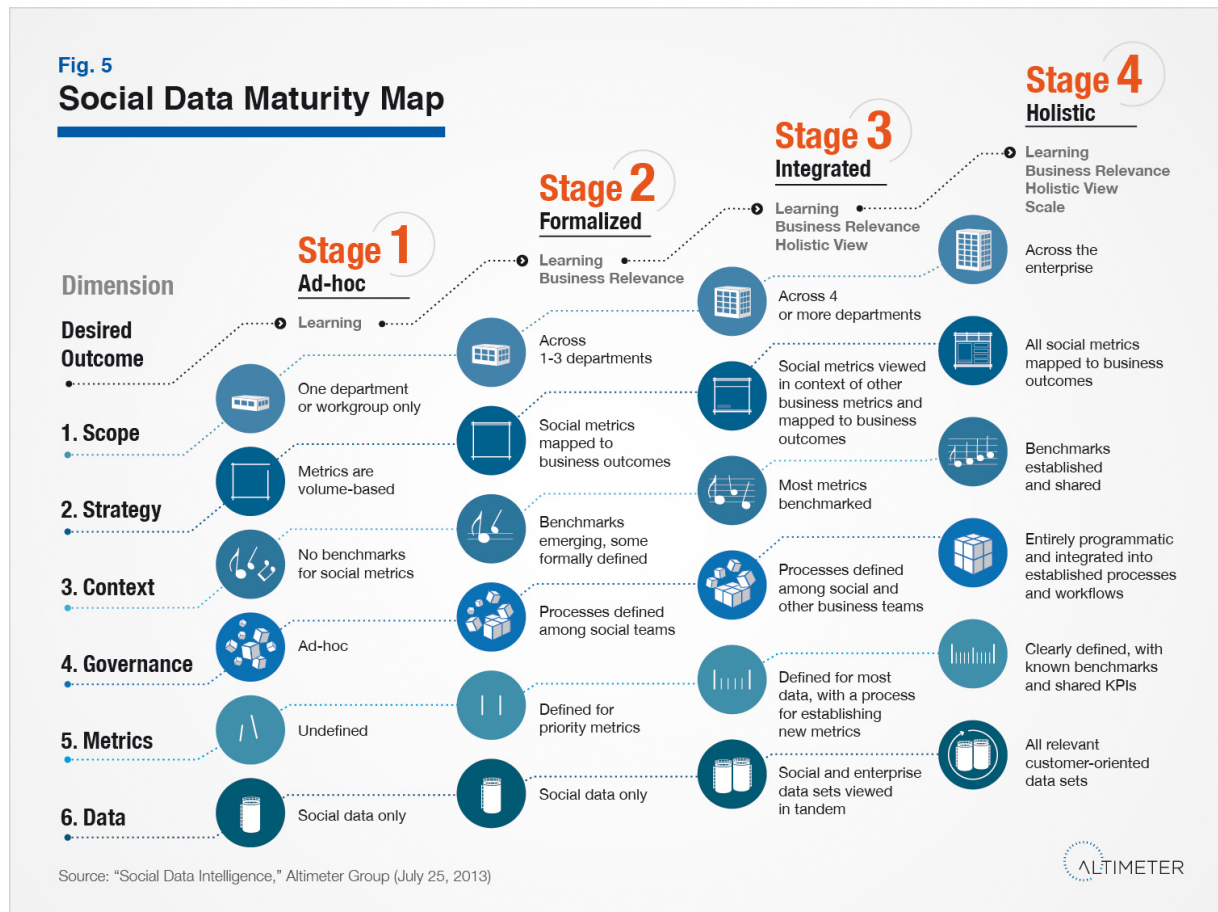 Fig. 5
Social Data Maturity Map
Dimension
Desired
Outcome
1. Scope
2. Strategy
3. Context
4. Governance
5. Metrics
6. Data
Stage 1
Ad-hoc
Learning
One department
or workgroup only
Metrics are
volume-based
No benchmarks
for social metrics
Ad-hoc
Undefined
Social data only
Stage 2
Formalized
Learning
Business Relevance
Across
1-3 departments
Social metrics
mapped to
business outcomes
Benchmarks
emerging, some
formally defined
Processes defined
among social teams
Defined for
priority metrics
Social data only
Stage 3
Integrated
Learning
Business Relevance
Holistic View
Across 4
or more departments
Social metrics viewed
in context of other
business metrics and
mapped to business
outcomes
Most metrics
benchmarked
Processes defined
among social and
other business teams
Defined for most
data, with a process
for establishing
new metrics
Social and enterprise
data sets viewed
in tandem
Stage 4
Holistic
Learning
Business Relevance
Holistic View
Scale
Across the
enterprise
All social metrics
mapped to business
outcomes
Benchmarks
established
and shared
Entirely programmatic
and integrated into
established processes
and workflows
Clearly defined, with
known benchmarks
and shared KPIs
All relevant
customer-oriented
data sets
Source: “Social Data Intelligence,” Altimeter Group (July 25, 2013)
ALTIMETER